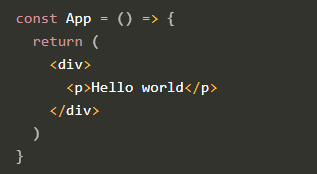 const App = () => {
  return (
    <div>
      <p>Hello world</p>
    </div>
  )
}